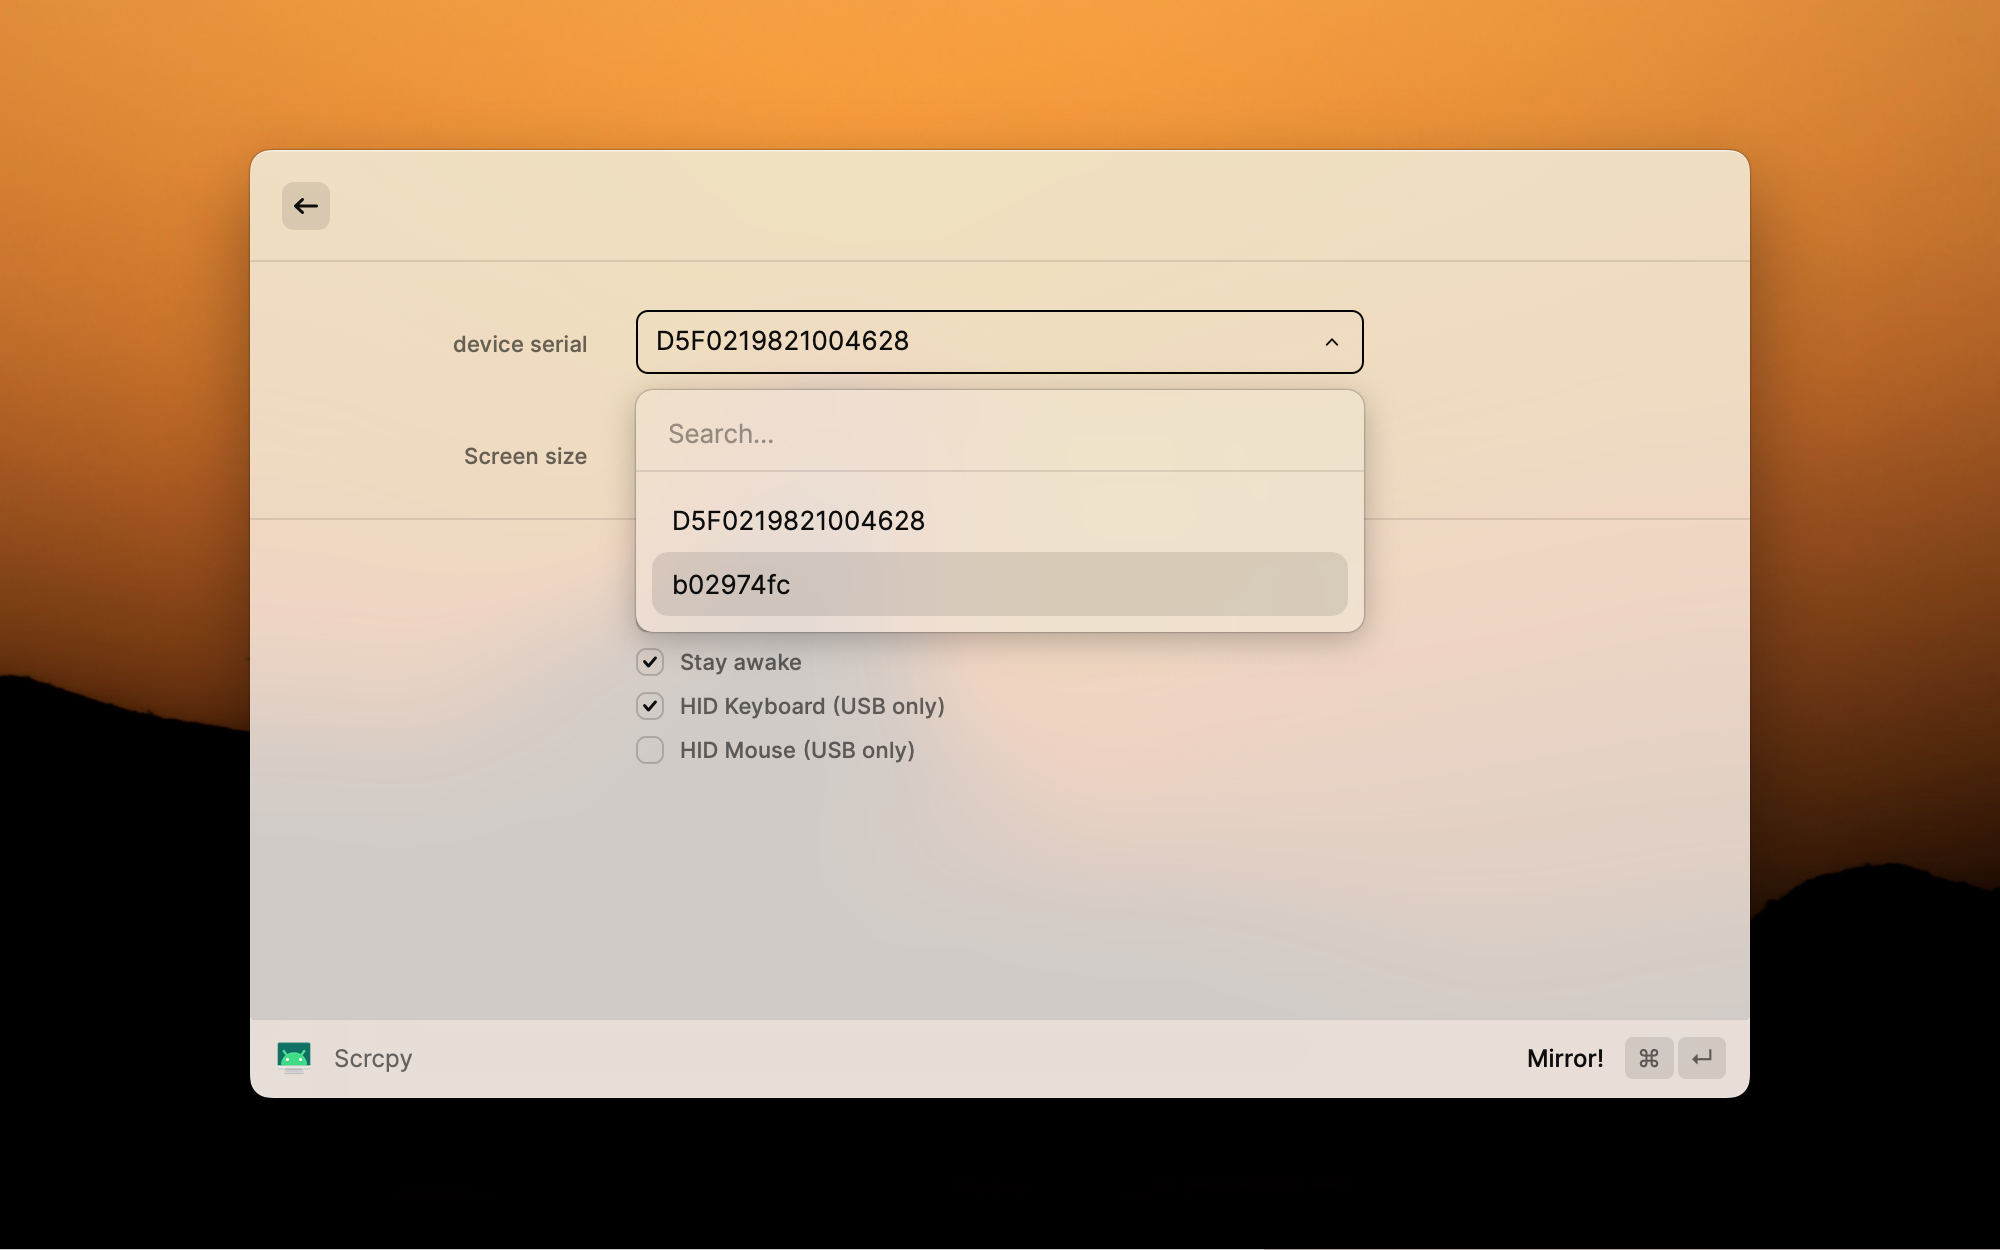 device serial
D5F0219821004628
Search...
Screen size
D5F0219821004628
b02974fc
Stay awake
HID Keyboard (USB only)
HID Mouse (USB only)
Scrcpy
Mirror! ⌘ ↵